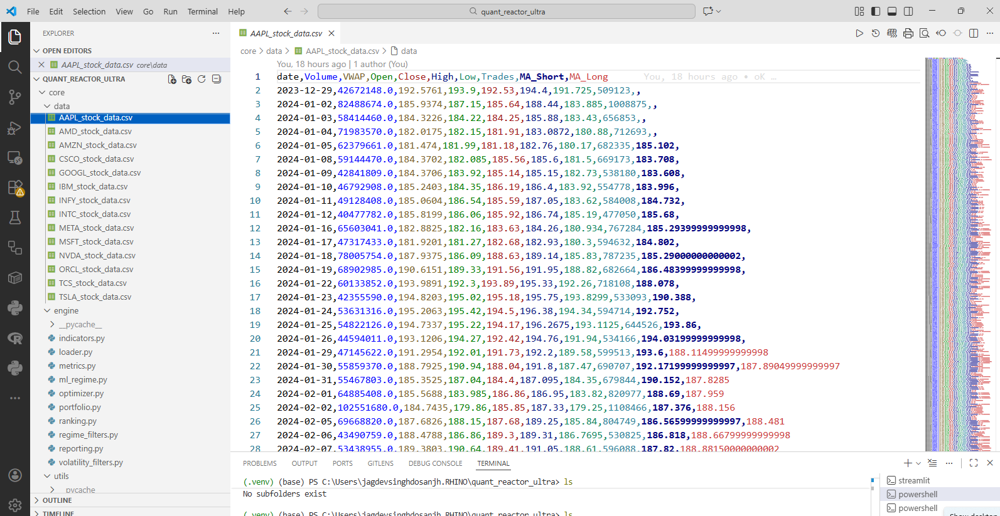 File Edit Selection View Go Run Terminal Help
quant_reactor_ultra
EXPLORER
OPEN EDITORS
AAPL_stock_data.csv core\data
QUANT_REACTOR_ULTRA
core
data
AAPL_stock_data.csv
AMD_stock_data.csv
AMZN_stock_data.csv
CSCO_stock_data.csv
GOOGL_stock_data.csv
IBM_stock_data.csv
INFY_stock_data.csv
INTC_stock_data.csv
META_stock_data.csv
MSFT_stock_data.csv
NVDA_stock_data.csv
ORCL_stock_data.csv
TCS_stock_data.csv
TSLA_stock_data.csv
engine
__pycache__
indicators.py
loader.py
metrics.py
ml_regime.py
optimizer.py
portfolio.py
ranking.py
regime_filters.py
reporting.py
volatility_filters.py
utils
__pycache__
OUTLINE
TIMELINE
AAPL_stock_data.csv
core > data > AAPL_stock_data.csv > data
You, 18 hours ago | 1 author (You)
1 date,Volume,VWAP,Open,Close,High,Low,Trades,MA_Short,MA_Long You, 18 hours ago • oK …
2 2023-12-29,42672148.0,192.5761,193.9,192.53,194.4,191.725,509123,,
3 2024-01-02,82488674.0,185.9374,187.15,185.64,188.44,183.885,1008875,,
4 2024-01-03,58414460.0,184.3226,184.22,184.25,185.88,183.43,656853,,
5 2024-01-04,71983570.0,182.0175,182.15,181.91,183.0872,180.88,712693,,
6 2024-01-05,62379661.0,181.474,181.99,181.18,182.76,180.17,682335,185.102,
7 2024-01-08,59144470.0,184.3702,182.085,185.56,185.6,181.5,669173,183.708,
8 2024-01-09,42841809.0,184.3706,183.92,185.14,185.15,182.73,538180,183.608,
9 2024-01-10,46792908.0,185.2403,184.35,186.19,186.4,183.92,554778,183.996,
10 2024-01-11,49128408.0,185.0604,186.54,185.59,187.05,183.62,584008,184.732,
11 2024-01-12,40477782.0,185.8199,186.06,185.92,186.74,185.19,477050,185.68,
12 2024-01-16,65603041.0,182.8825,182.16,183.63,184.26,180.934,767284,185.29399999999998,
13 2024-01-17,47317433.0,181.9201,181.27,182.68,182.93,180.3,594632,184.802,
14 2024-01-18,78005754.0,187.9375,186.09,188.63,189.14,185.83,787235,185.29000000000002,
15 2024-01-19,68902985.0,190.6151,189.33,191.56,191.95,188.82,682664,186.48399999999998,
16 2024-01-22,60133852.0,193.9891,192.3,193.89,195.33,192.26,718108,188.078,
17 2024-01-23,42355590.0,194.8203,195.02,195.18,195.75,193.8299,533093,190.388,
18 2024-01-24,53631316.0,195.2063,195.42,194.5,196.38,194.34,594714,192.752,
19 2024-01-25,54822126.0,194.7337,195.22,194.17,196.2675,193.1125,644526,193.86,
20 2024-01-26,44594011.0,193.1206,194.27,192.42,194.76,191.94,534166,194.03199999999998,
21 2024-01-29,47145622.0,191.2954,192.01,191.73,192.2,189.58,599513,193.6,188.11499999999998
22 2024-01-30,55859370.0,188.7925,190.94,188.04,191.8,187.47,690707,192.17199999999997,187.89049999999997
23 2024-01-31,55467803.0,185.3525,187.04,184.4,187.095,184.35,679844,190.152,187.8285
24 2024-02-01,64885408.0,185.5688,183.985,186.86,186.95,183.82,820977,188.69,187.959
25 2024-02-02,102551680.0,184.7435,179.86,185.85,187.33,179.25,1108466,187.376,188.156
26 2024-02-05,69668820.0,187.6826,188.15,187.68,189.25,185.84,804749,186.56599999999997,188.481
27 2024-02-06,43490759.0,188.4788,186.86,189.3,189.31,186.7695,530825,186.818,188.66799999999998
28 2024-02-07,53438955.0,189.3803,190.64,189.41,191.05,188.61,596088,187.82,188.88150000000002
PROBLEMS OUTPUT PORTS GITLENS DEBUG CONSOLE TERMINAL
(.venv) (base) PS C:\Users\jagdevsinghdosanjh.RHINO\quant_reactor_ultra> ls
No subfolders exist
(.venv) (base) PS C:\Users\jagdevsinghdosanjh.RHINO\quant_reactor_ultra> ls
streamlit
powershell
powershell
Show desktop